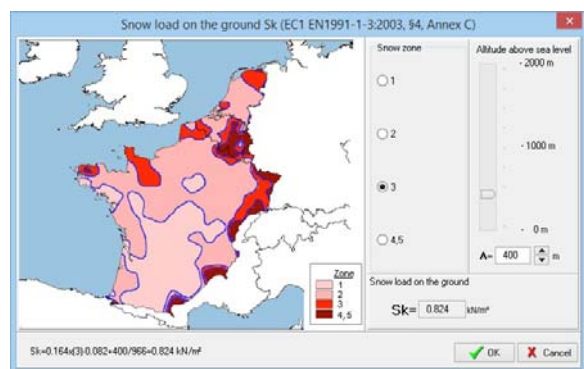 Snow load on the ground Sk (EC1 EN1991-1-3:2003, §4, Annex C)
Snow zone
1
2
3
4,5
Altitude above sea level
- 2000 m
- 1000 m
- 0 m
A= 400 m
Zone
1
2
3
4,5
Snow load on the ground
Sk= 0.824 kN/m²
Sk=0.164x(3)-0.082+400/966=0.824 kN/m²
OK
Cancel